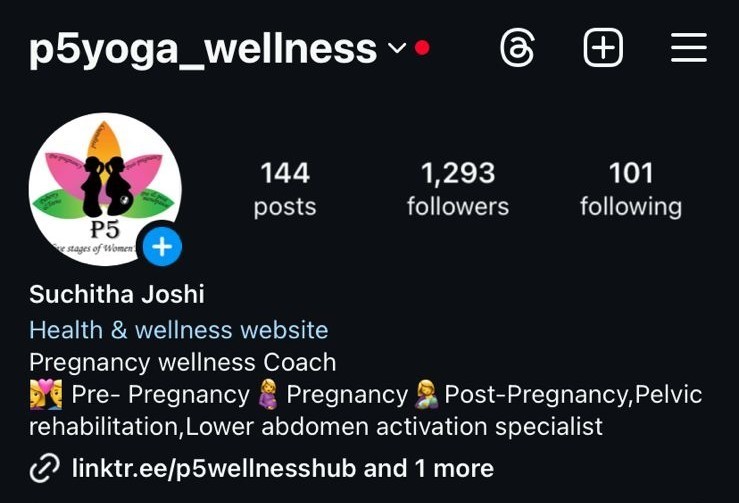 p5yoga_wellness
144
posts
1,293
followers
101
following
P5
stages of Women
Suchitha Joshi
Health & wellness website
Pregnancy wellness Coach
Pre- Pregnancy Pregnancy Post-Pregnancy,Pelvic
rehabilitation,Lower abdomen activation specialist
linktr.ee/p5wellnesshub and 1 more